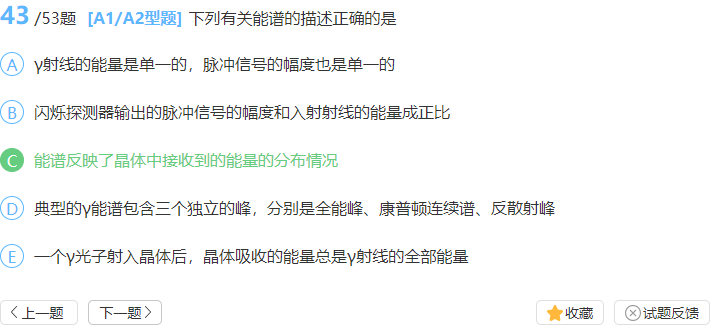 43 /53题 [A1/A2型题] 下列有关能谱的描述正确的是
A γ射线的能量是单一的，脉冲信号的幅度也是单一的
B 闪烁探测器输出的脉冲信号的幅度和入射射线的能量成正比
C 能谱反映了晶体中接收到的能量的分布情况
D 典型的γ能谱包含三个独立的峰，分别是全能峰、康普顿连续谱、反散射峰
E 一个γ光子射入晶体后，晶体吸收的能量总是γ射线的全部能量
上一题 下一题 收藏 试题反馈